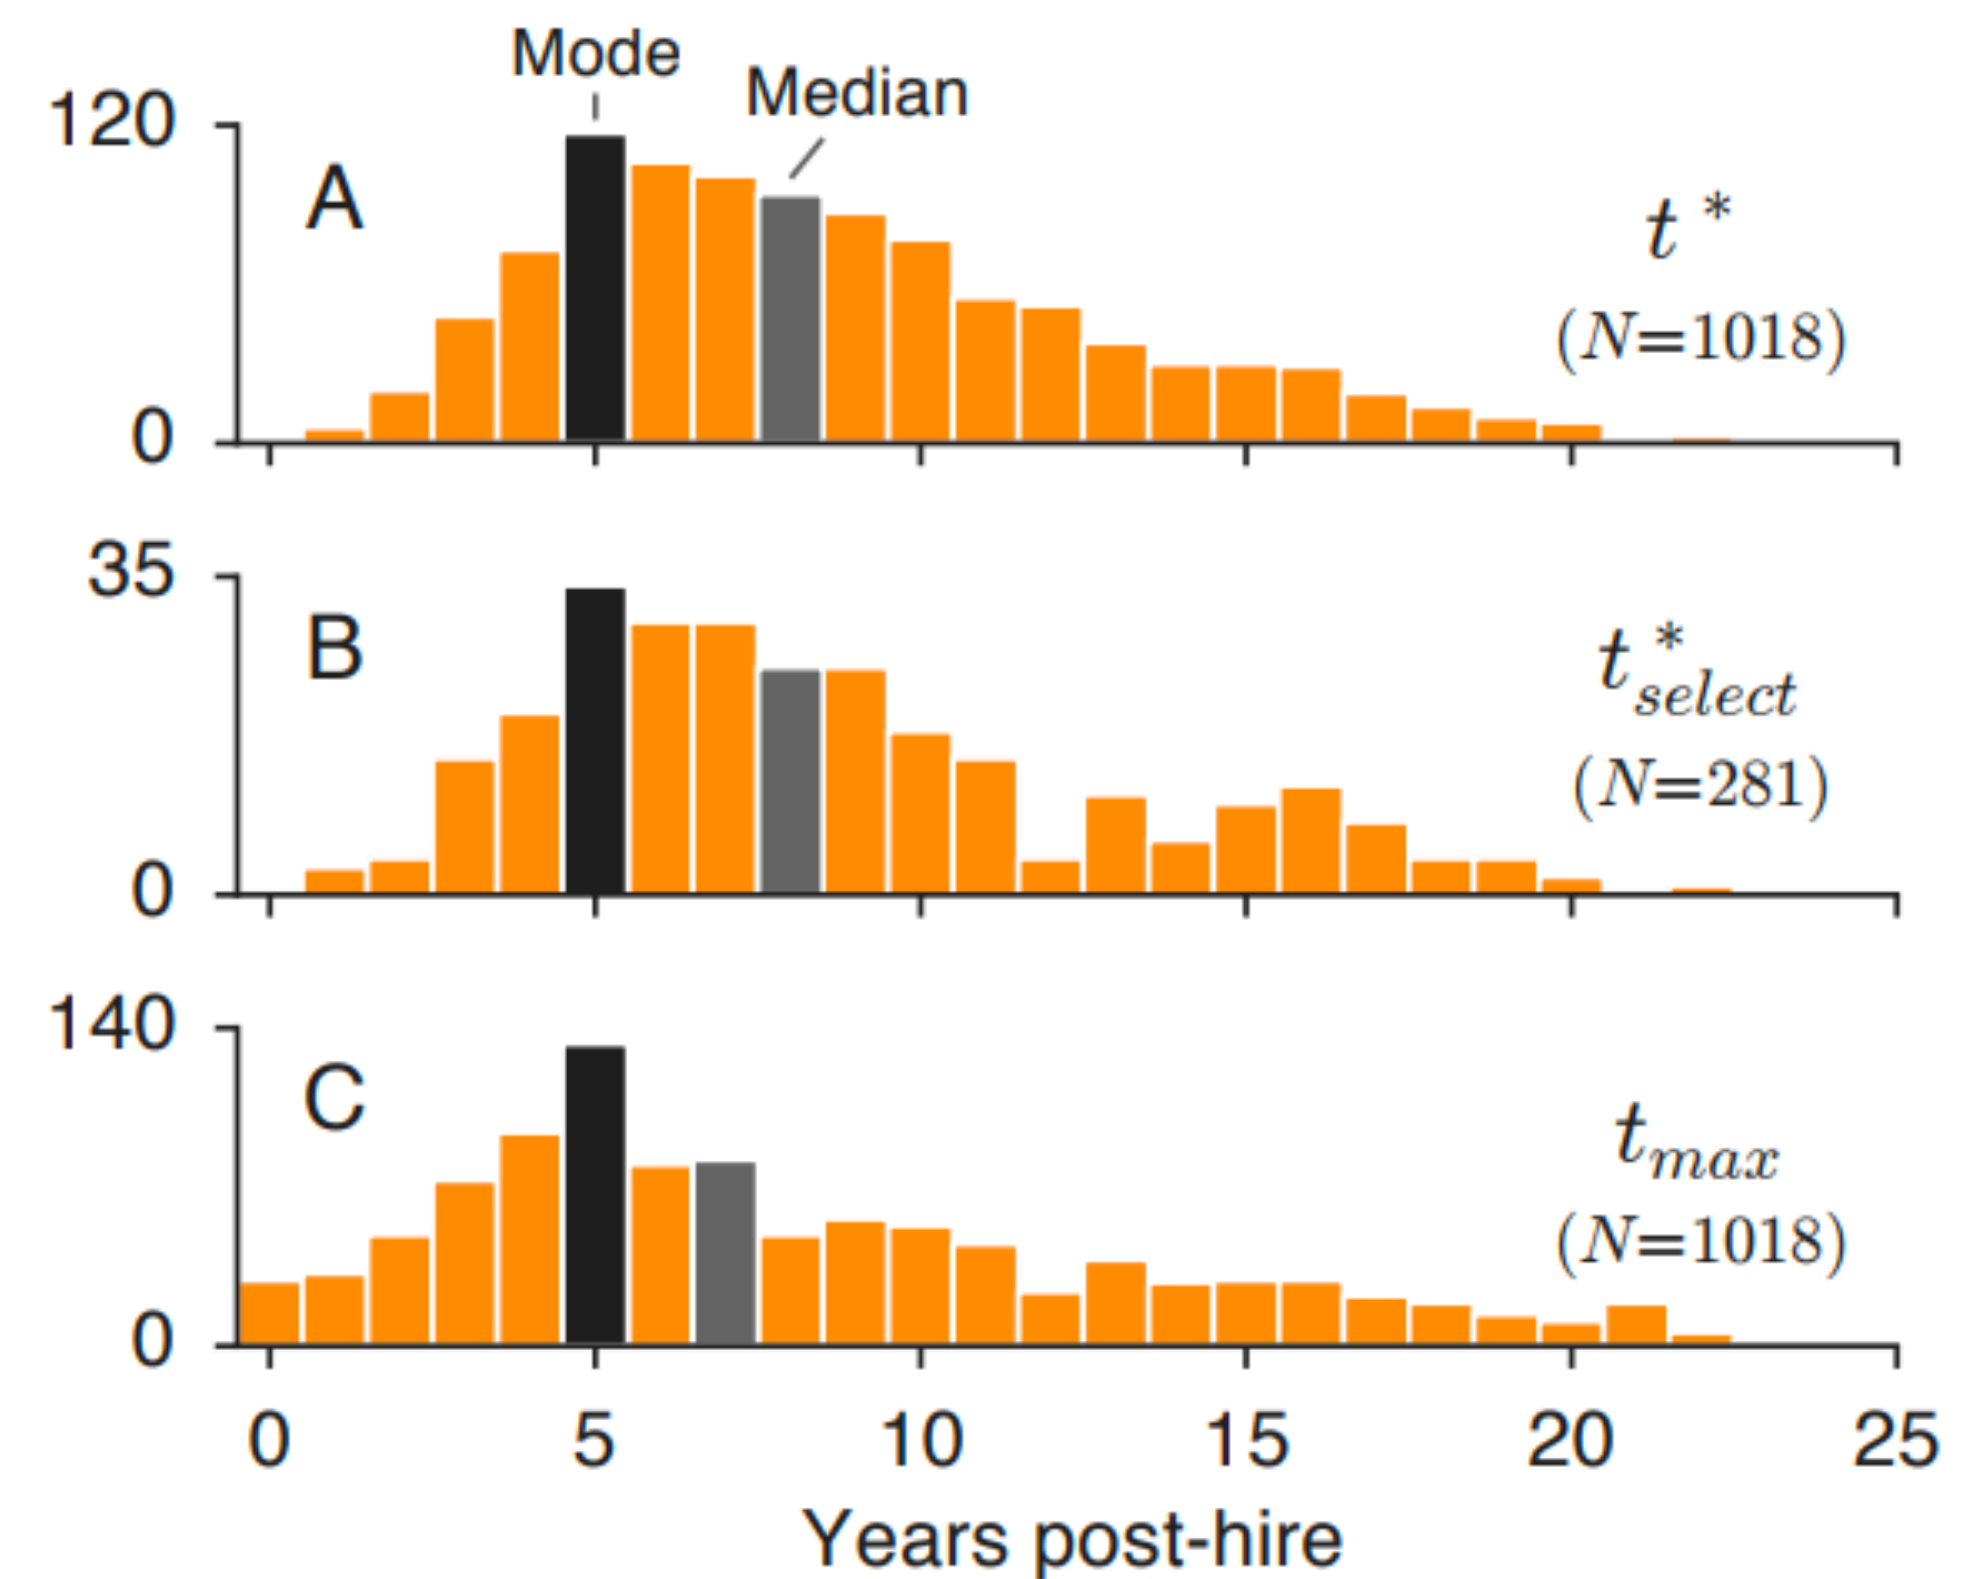 Mode
Median
120
A
t*
(N=1018)
0
35
B
t*select
(N=281)
0
140
C
tmax
(N=1018)
0
0 5 10 15 20 25
Years post-hire